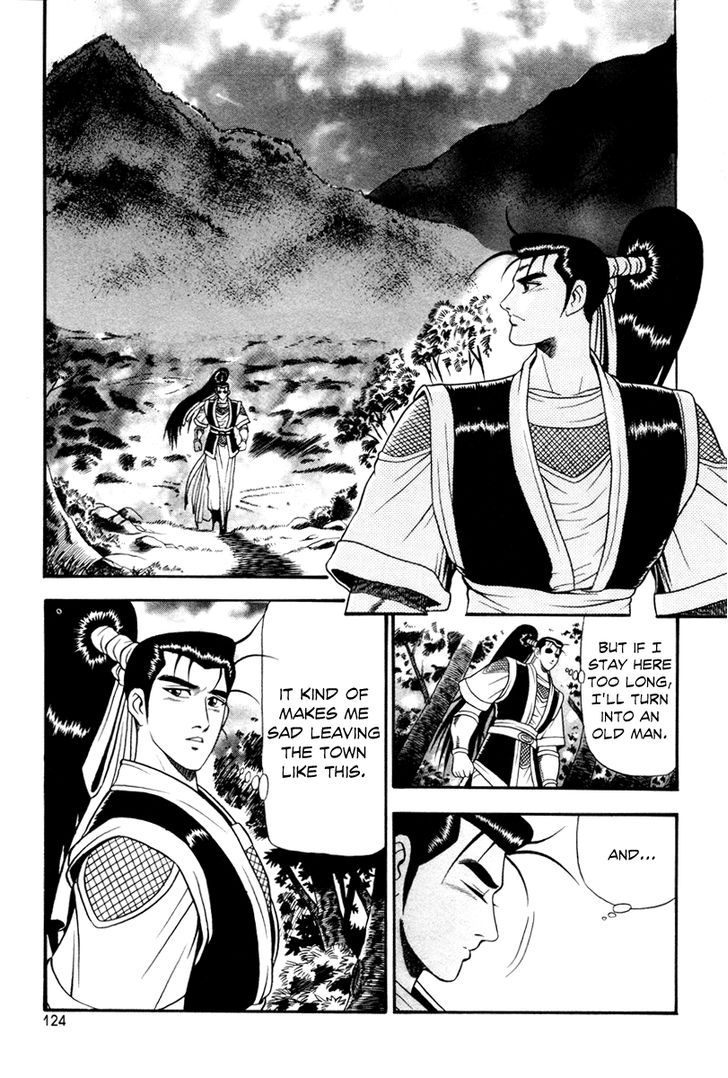 IT KIND OF
MAKES ME
SAD LEAVING
THE TOWN
LIKE THIS.
BUT IF I
STAY HERE
TOO LONG,
I'LL TURN
INTO AN
OLD MAN.
AND...
124